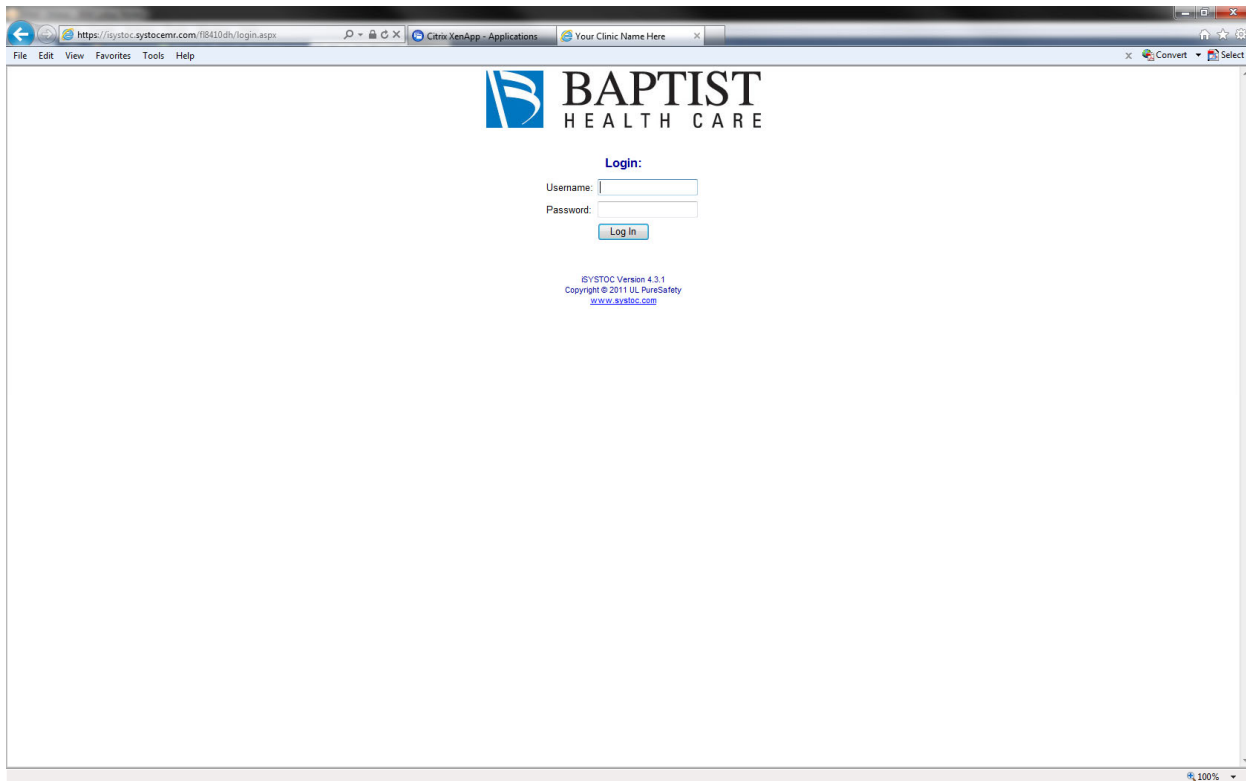 https://isystoc.systocemr.com/fl8410dh/login.aspx
Citrix XenApp - Applications
Your Clinic Name Here
File Edit View Favorites Tools Help
Convert
Select
BAPTIST
HEALTH CARE
Login:
Username:
Password:
Log In
iSYSTOC Version 4.3.1
Copyright © 2011 UL PureSafety
www.systoc.com
100%